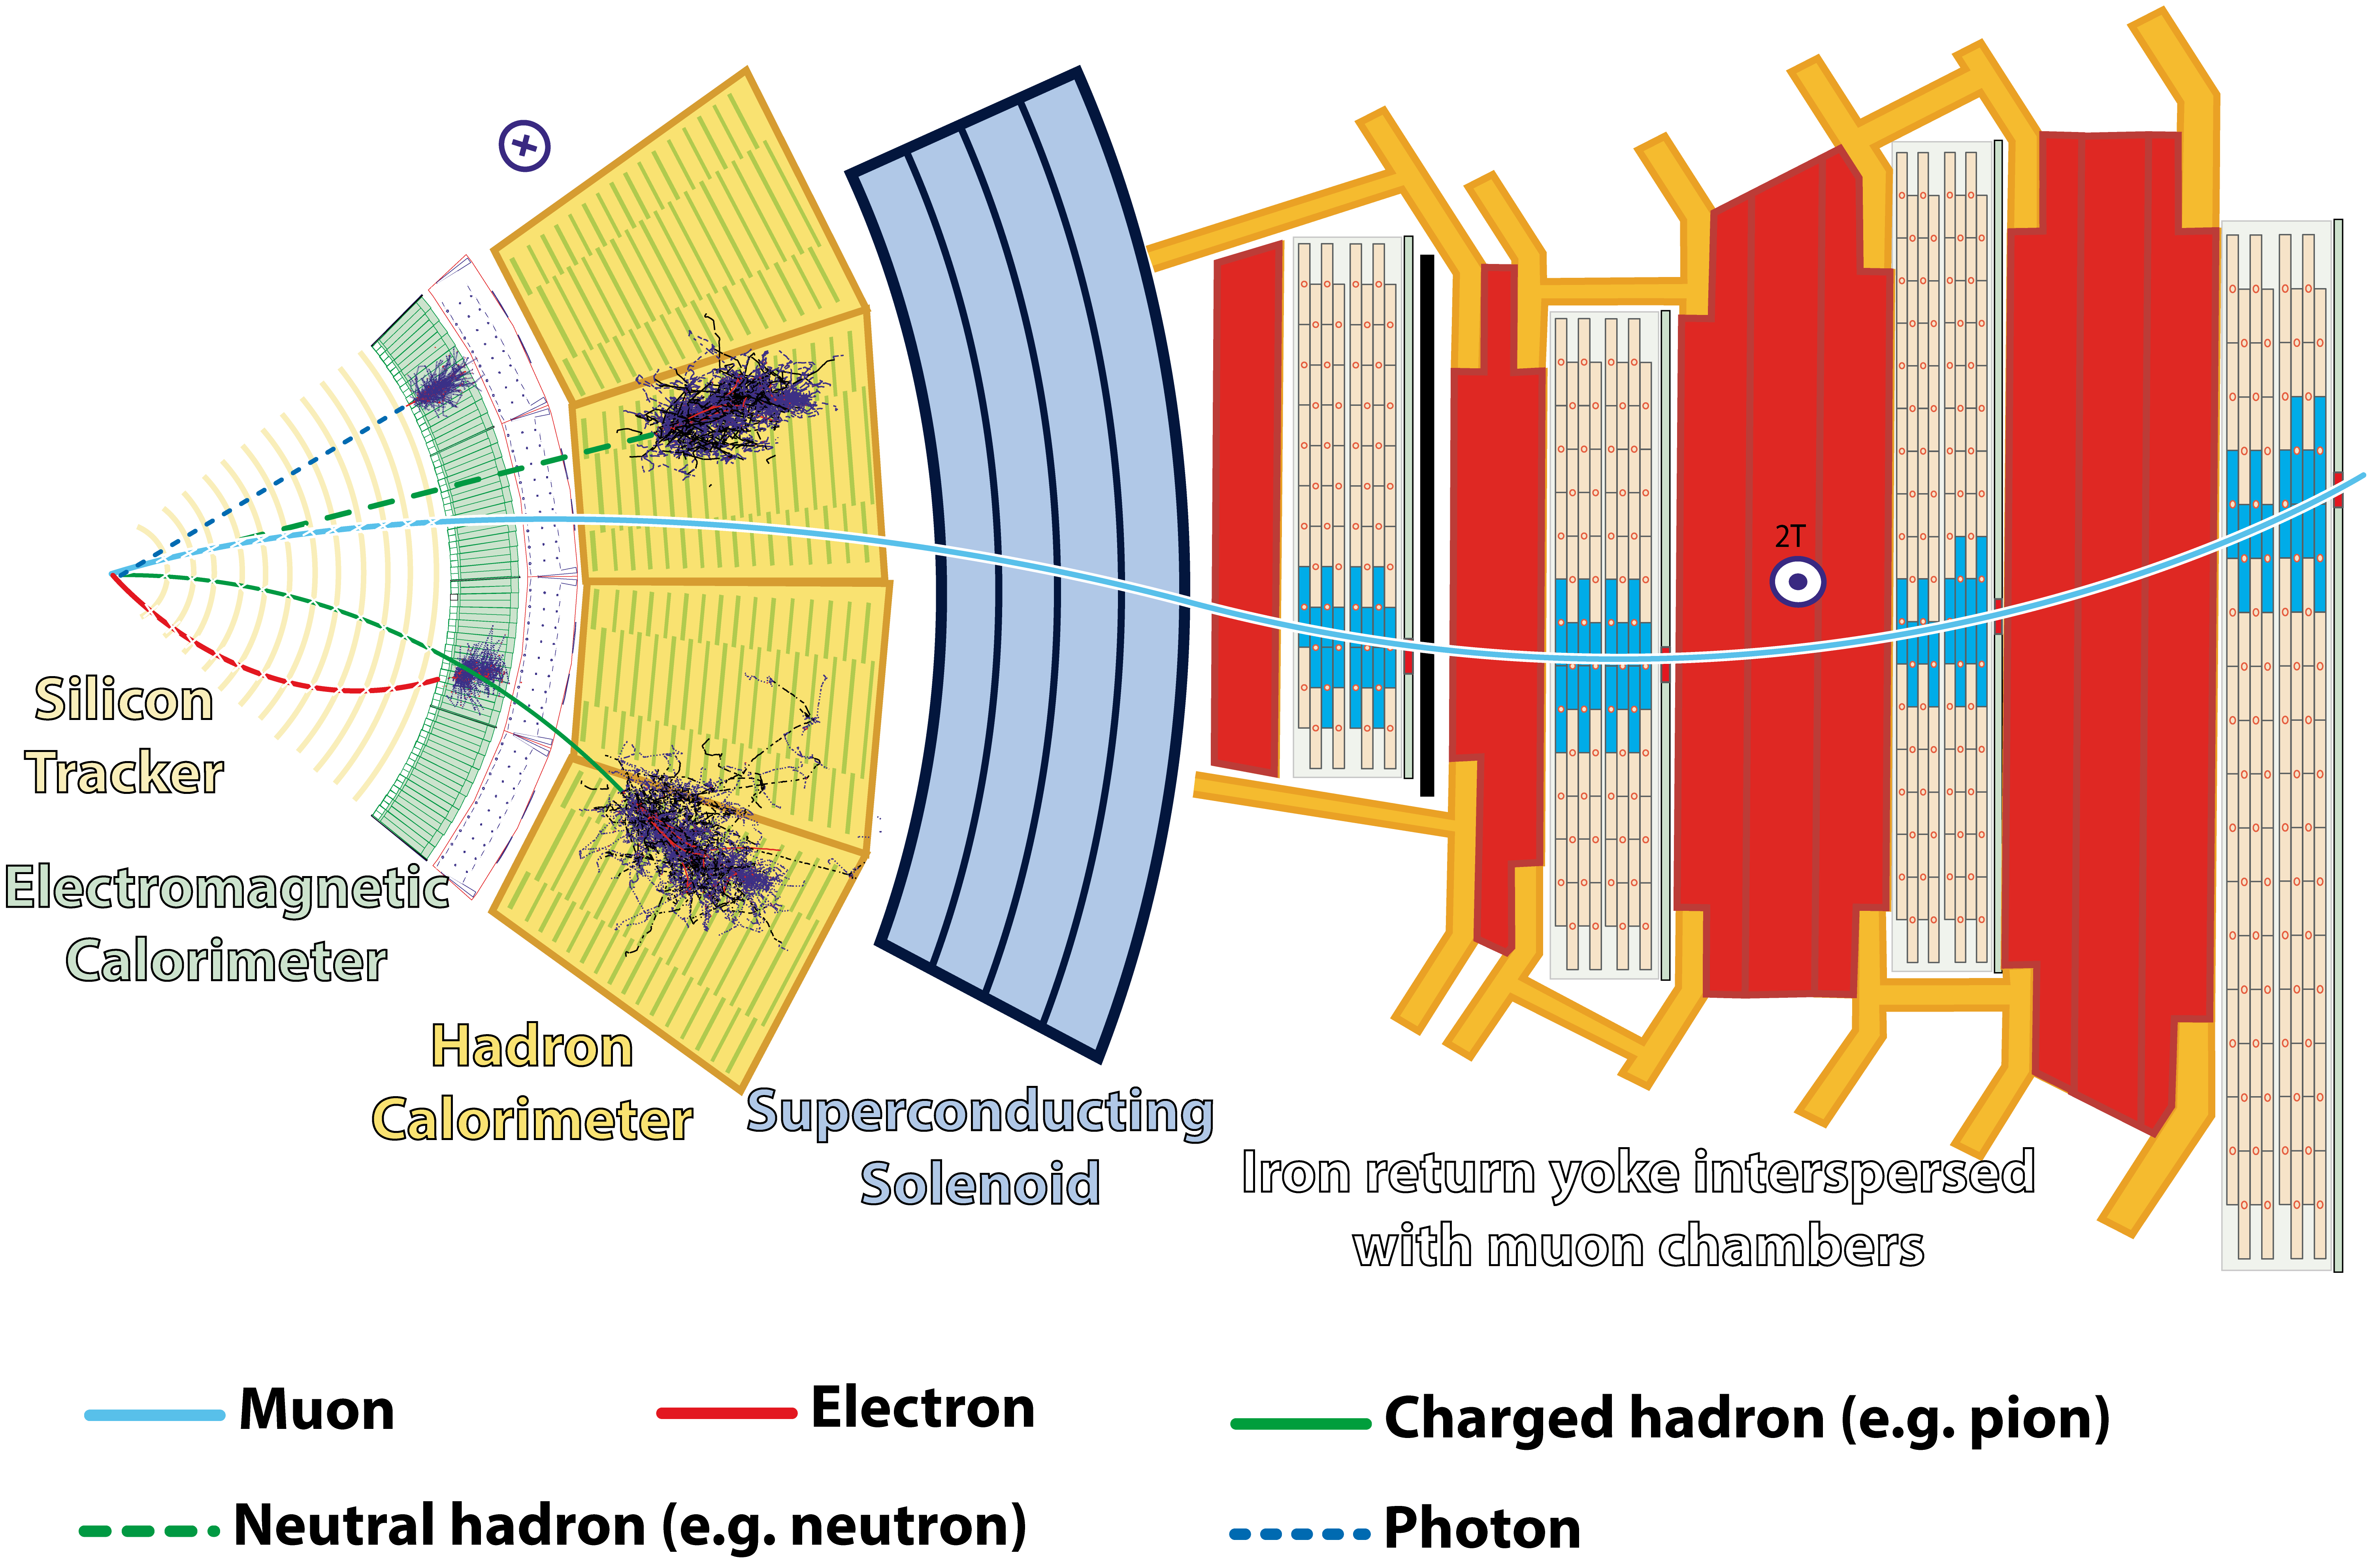 2T
Silicon
Tracker
Electromagnetic
Calorimeter
Hadron
Calorimeter
Superconducting
Solenoid
Iron return yoke interspersed
with muon chambers
Muon
Electron
Charged hadron (e.g. pion)
Neutral hadron (e.g. neutron)
Photon